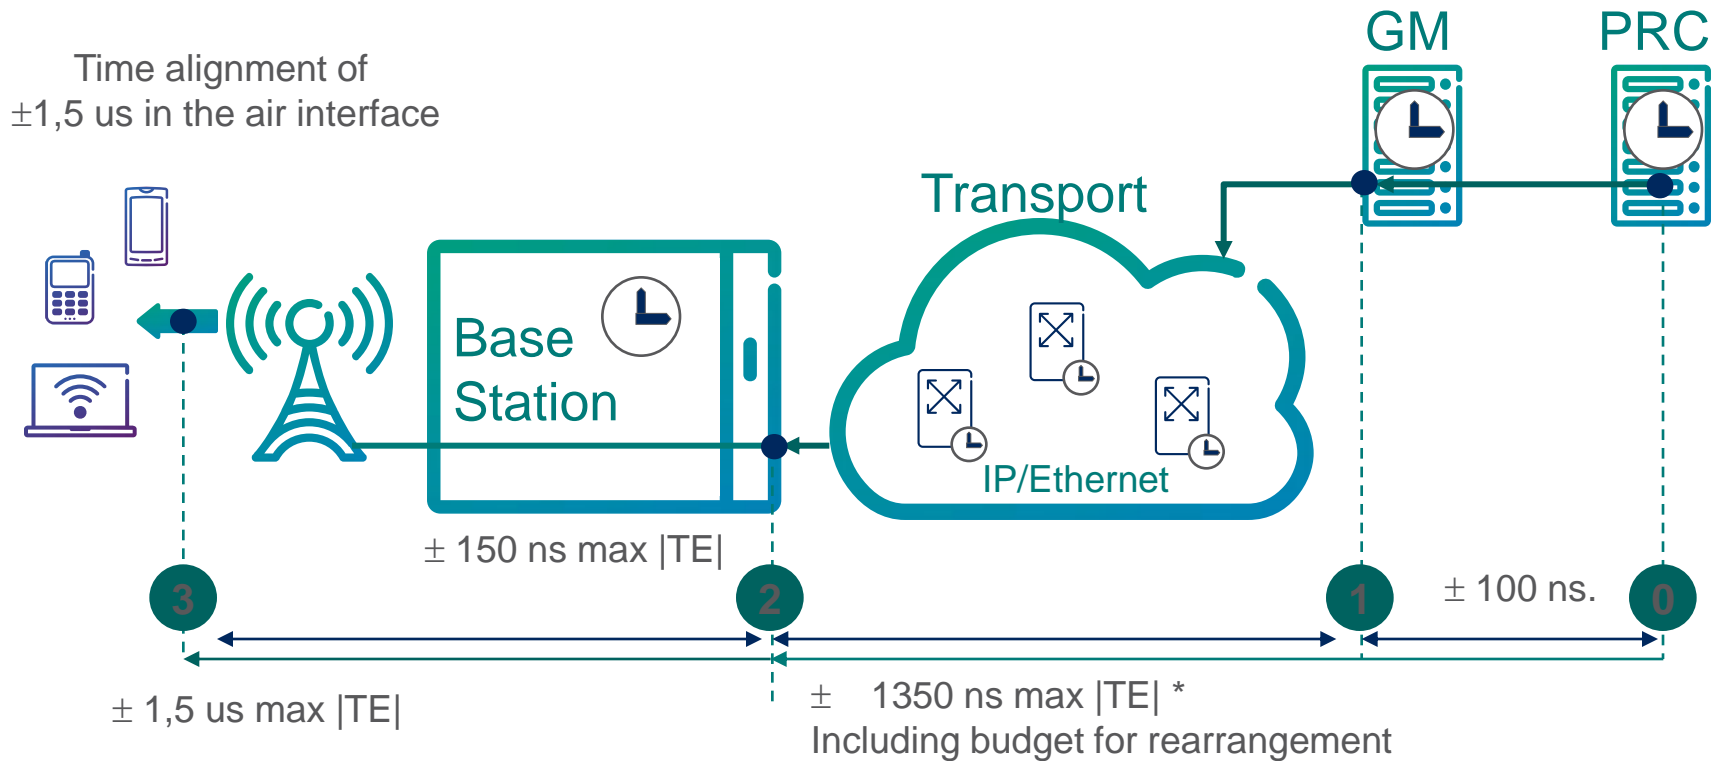 GM
PRC
Time alignment of
±1,5 us in the air interface
Transport
Base
Station
IP/Ethernet
± 150 ns max |TE|
3
2
1
± 100 ns.
0
± 1,5 us max |TE|
± 1350 ns max |TE| *
Including budget for rearrangement